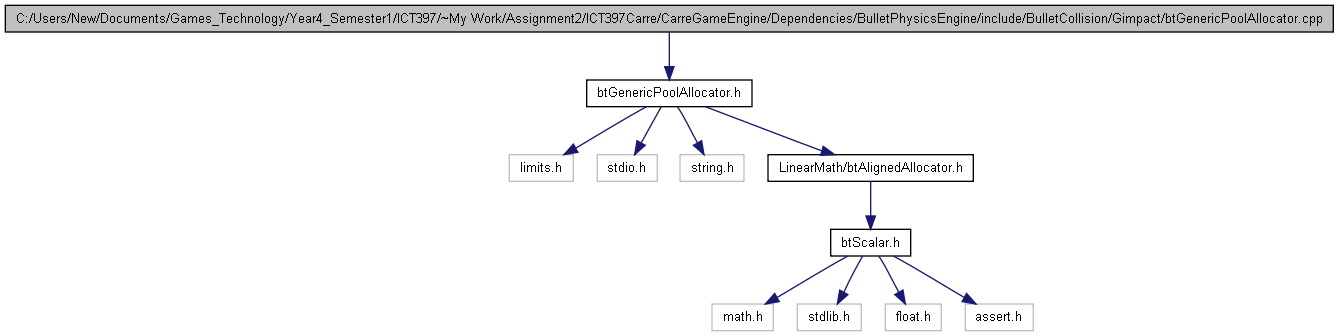 C:/Users/New/Documents/Games_Technology/Year4_Semester1/ICT397/~My Work/Assignment2/ICT397Carre/CarreGameEngine/Dependencies/BulletPhysicsEngine/include/BulletCollision/Gimpact/btGenericPoolAllocator.cpp
btGenericPoolAllocator.h
limits.h
stdio.h
string.h
LinearMath/btAlignedAllocator.h
btScalar.h
math.h
stdlib.h
float.h
assert.h